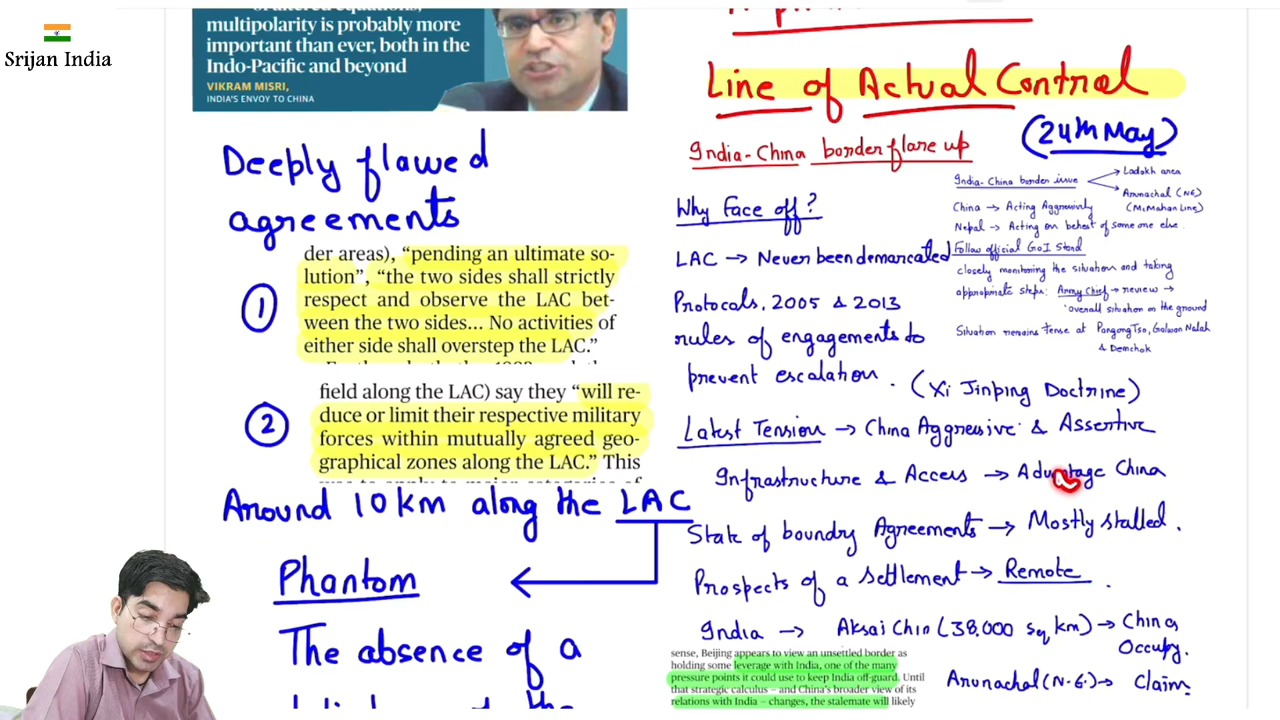 Srijan India
multipolarity is probably more
important than ever, both in the
Indo-Pacific and beyond
VIKRAM MISRI,
INDIA'S ENVOY TO CHINA
Deeply flawed
agreements
1
der areas), “pending an ultimate so-
lution”, “the two sides shall strictly
respect and observe the LAC bet-
ween the two sides... No activities of
either side shall overstep the LAC.”
2
field along the LAC) say they “will re-
duce or limit their respective military
forces within mutually agreed geo-
graphical zones along the LAC.” This
Around 10 km along the LAC
Phantom
The absence of a
Line of Actual Control
(24th May)
India-China border flare up
Why Face off?
LAC → Never been demarcated
Protocols, 2005 & 2013
rules of engagements to
prevent escalation. (Xi Jinping Doctrine)
Latest Tension → China Aggressive & Assertive
Infrastructure & Access → Advantage China
State of boundry Agreements → Mostly stalled.
Prospects of a settlement → Remote.
India → Aksai Chin (38,000 sq, km) → China
Occupy.
Arunachal (N.E.) → Claim
India-China border issue
Ladakh area
Arunachal (NE)
(McMahan Line)
China → Acting Aggressively
Nepal → Acting on behest of some one else.
Follow official GoI Stand
closely monitoring the situation and taking
appropriate steps: Army Chief → review →
overall situation on the ground
Situation remains tense at Pangong Tso, Galwan Nalah
& Demchok
sense, Beijing appears to view an unsettled border as
holding some leverage with India, one of the many
pressure points it could use to keep India off-guard. Until
that strategic calculus – and China's broader view of its
relations with India – changes, the stalemate will likely